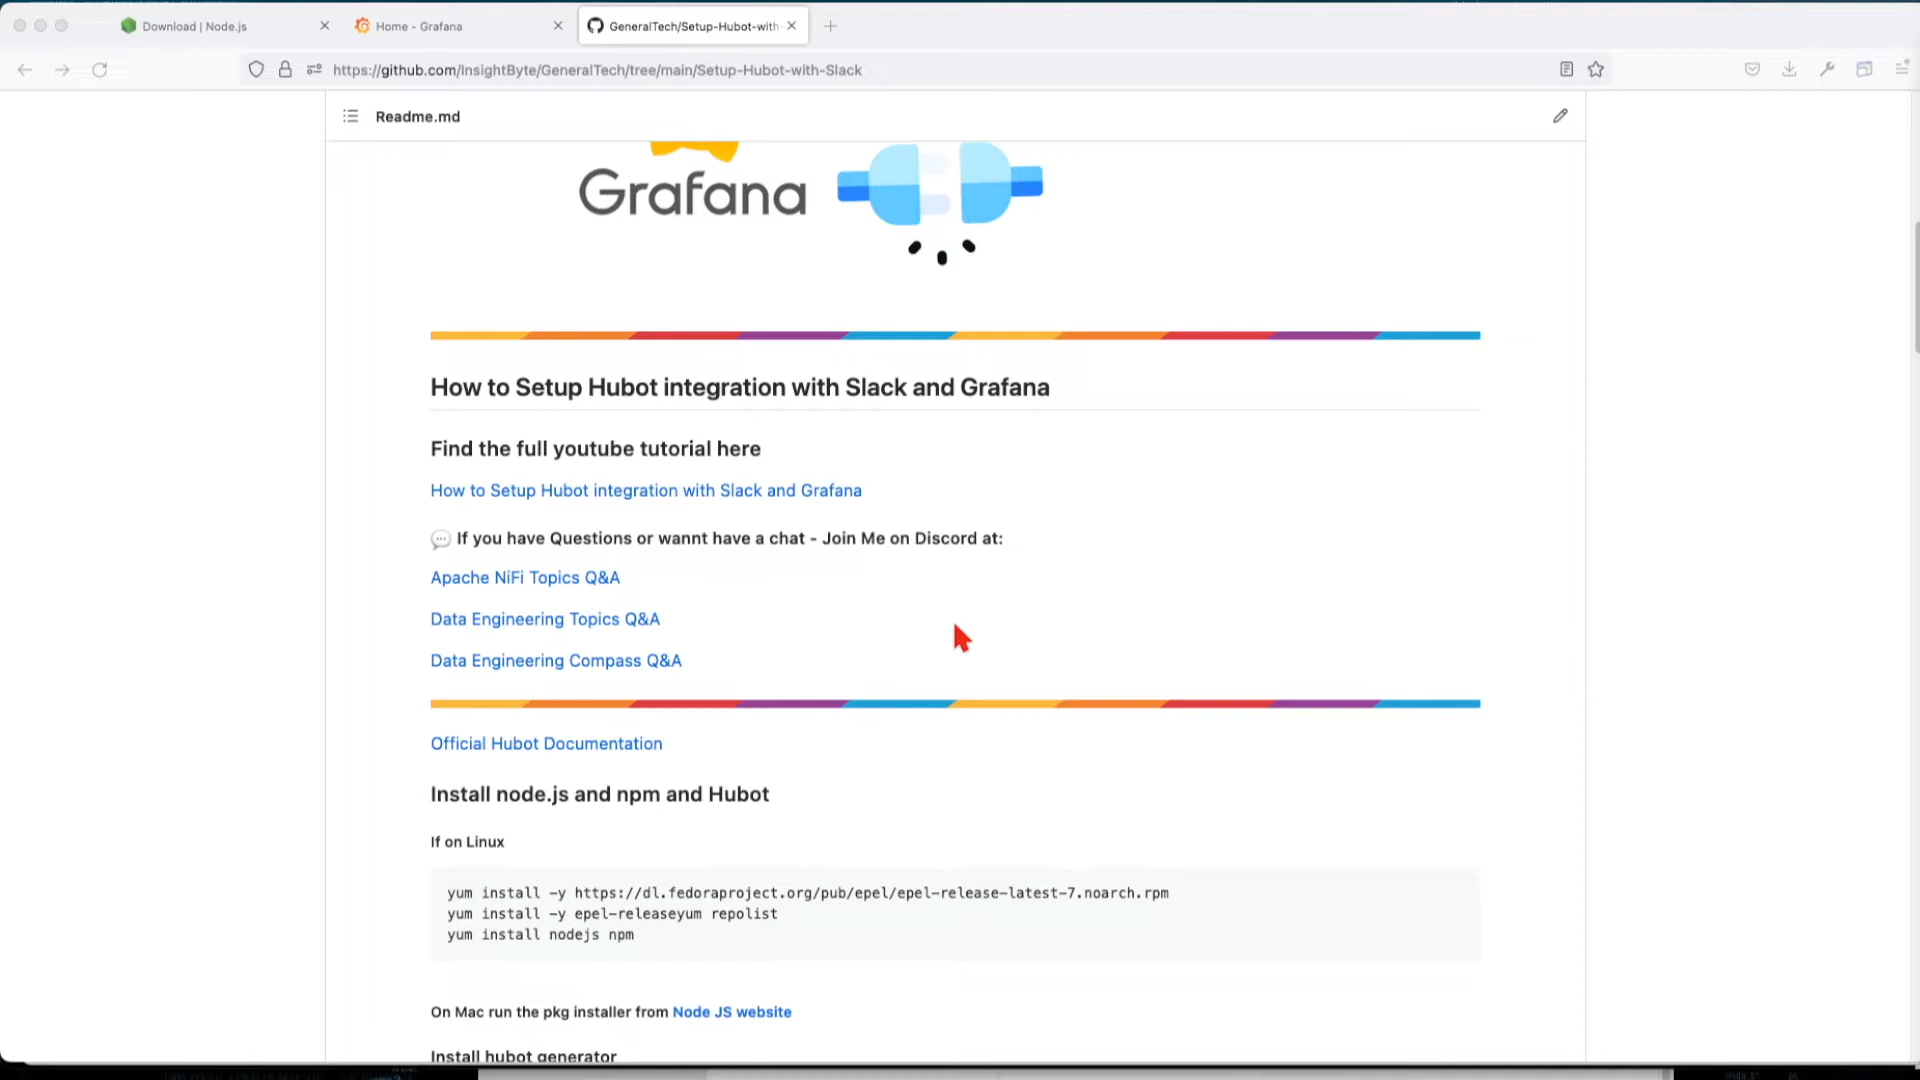 Download | Node.js
Home - Grafana
GeneralTech/Setup-Hubot-with-
https://github.com/InsightByte/GeneralTech/tree/main/Setup-Hubot-with-Slack
Readme.md
Grafana
How to Setup Hubot integration with Slack and Grafana
Find the full youtube tutorial here
How to Setup Hubot integration with Slack and Grafana
If you have Questions or wannt have a chat - Join Me on Discord at:
Apache NiFi Topics Q&A
Data Engineering Topics Q&A
Data Engineering Compass Q&A
Official Hubot Documentation
Install node.js and npm and Hubot
If on Linux
yum install -y https://dl.fedoraproject.org/pub/epel/epel-release-latest-7.noarch.rpm
yum install -y epel-releaseyum repolist
yum install nodejs npm
On Mac run the pkg installer from Node JS website
Install hubot generator